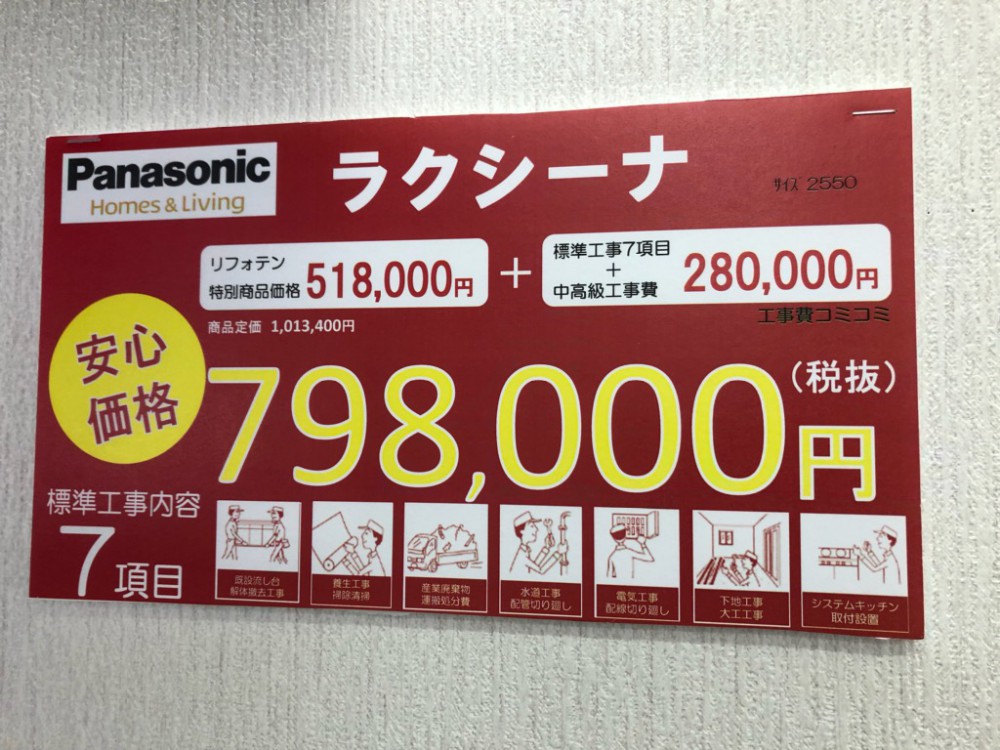 Panasonic
Homes & Living
ラクシーナ
ｻｲｽﾞ 2550
リフォテン
特別商品価格 518,000円
+
標準工事7項目
+
中高級工事費
280,000円
商品定価 1,013,400円
工事費コミコミ
安心
価格
798,000円
(税抜)
標準工事内容
7項目
既設流し台
解体撤去工事
養生工事
掃除清掃
産業廃棄物
運搬処分費
水道工事
配管切り廻し
電気工事
配線切り廻し
下地工事
大工工事
システムキッチン
取付設置